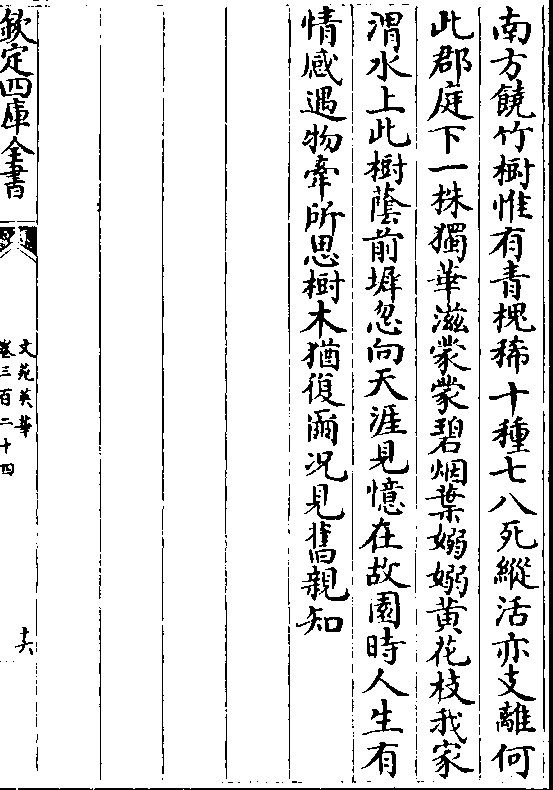 南方饒竹樹惟有青槐稀十種七八死縱活亦支離何
此郡庭下一株獨華滋蒙蒙碧烟葉嫋嫋黄花枝我家
渭水上此樹䕃前墀忽向天涯見憶在故園時人生有
情感遇物牽所思樹木猶復爾况見舊親知
欽定四庫全書
文苑英華
卷三百二十四
十六